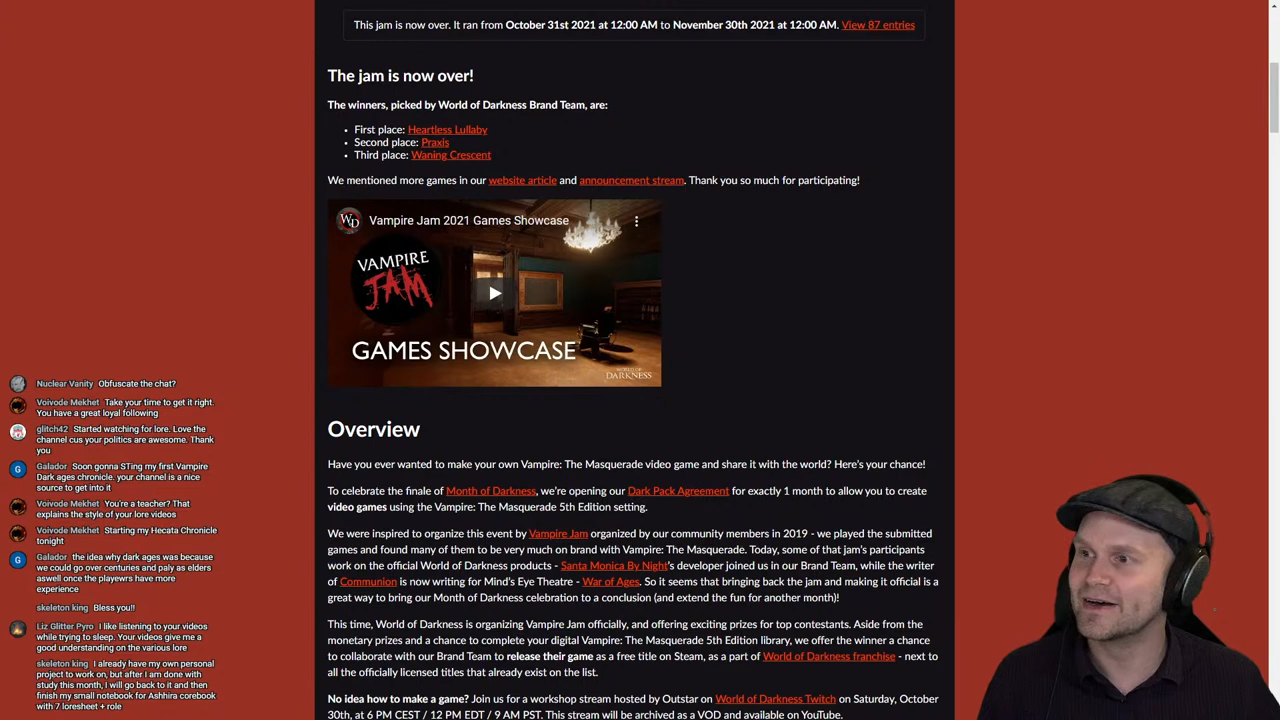 This jam is now over. It ran from October 31st 2021 at 12:00 AM to November 30th 2021 at 12:00 AM. View 87 entries
The jam is now over!
The winners, picked by World of Darkness Brand Team, are:
• First place: Heartless Lullaby
• Second place: Praxis
• Third place: Waning Crescent
We mentioned more games in our website article and announcement stream. Thank you so much for participating!
WD
Vampire Jam 2021 Games Showcase
VAMPIRE
JAM
GAMES SHOWCASE
WORLD OF
DARKNESS
Overview
Have you ever wanted to make your own Vampire: The Masquerade video game and share it with the world? Here's your chance!
To celebrate the finale of Month of Darkness, we're opening our Dark Pack Agreement for exactly 1 month to allow you to create
video games using the Vampire: The Masquerade 5th Edition setting.
We were inspired to organize this event by Vampire Jam organized by our community members in 2019 - we played the submitted
games and found many of them to be very much on brand with Vampire: The Masquerade. Today, some of that jam's participants
work on the official World of Darkness products - Santa Monica By Night's developer joined us in our Brand Team, while the writer
of Communion is now writing for Mind's Eye Theatre - War of Ages. So it seems that bringing back the jam and making it official is a
great way to bring our Month of Darkness celebration to a conclusion (and extend the fun for another month)!
This time, World of Darkness is organizing Vampire Jam officially, and offering exciting prizes for top contestants. Aside from the
monetary prizes and a chance to complete your digital Vampire: The Masquerade 5th Edition library, we offer the winner a chance
to collaborate with our Brand Team to release their game as a free title on Steam, as a part of World of Darkness franchise - next to
all the officially licensed titles that already exist on the list.
No idea how to make a game? Join us for a workshop stream hosted by Outstar on World of Darkness Twitch on Saturday, October
30th, at 6 PM CEST / 12 PM EDT / 9 AM PST. This stream will be archived as a VOD and available on YouTube.
Nuclear Vanity Obfuscate the chat?
Voivode Mekhet Take your time to get it right.
You have a great loyal following
glitch42 Started watching for lore. Love the
channel cus your politics are awesome. Thank
you
G
Galador Soon gonna STing my first Vampire
Dark ages chronicle. your channel is a nice
source to get into it
Voivode Mekhet You're a teacher? That
explains the style of your lore videos
Voivode Mekhet Starting my Hecata Chronicle
tonight
G
Galador the idea why dark ages was because
we could go over centuries and paly as elders
aswell once the playewrs have more
experience
skeleton king Bless you!!
Liz Glitter Pyro I like listening to your videos
while trying to sleep. Your videos give me a
good understanding on the various lore
skeleton king I already have my own personal
project to work on, but after I am done with
study this month, I will go back to it and then
finish my small notebook for Ashhira corebook
with 7 loresheet + role